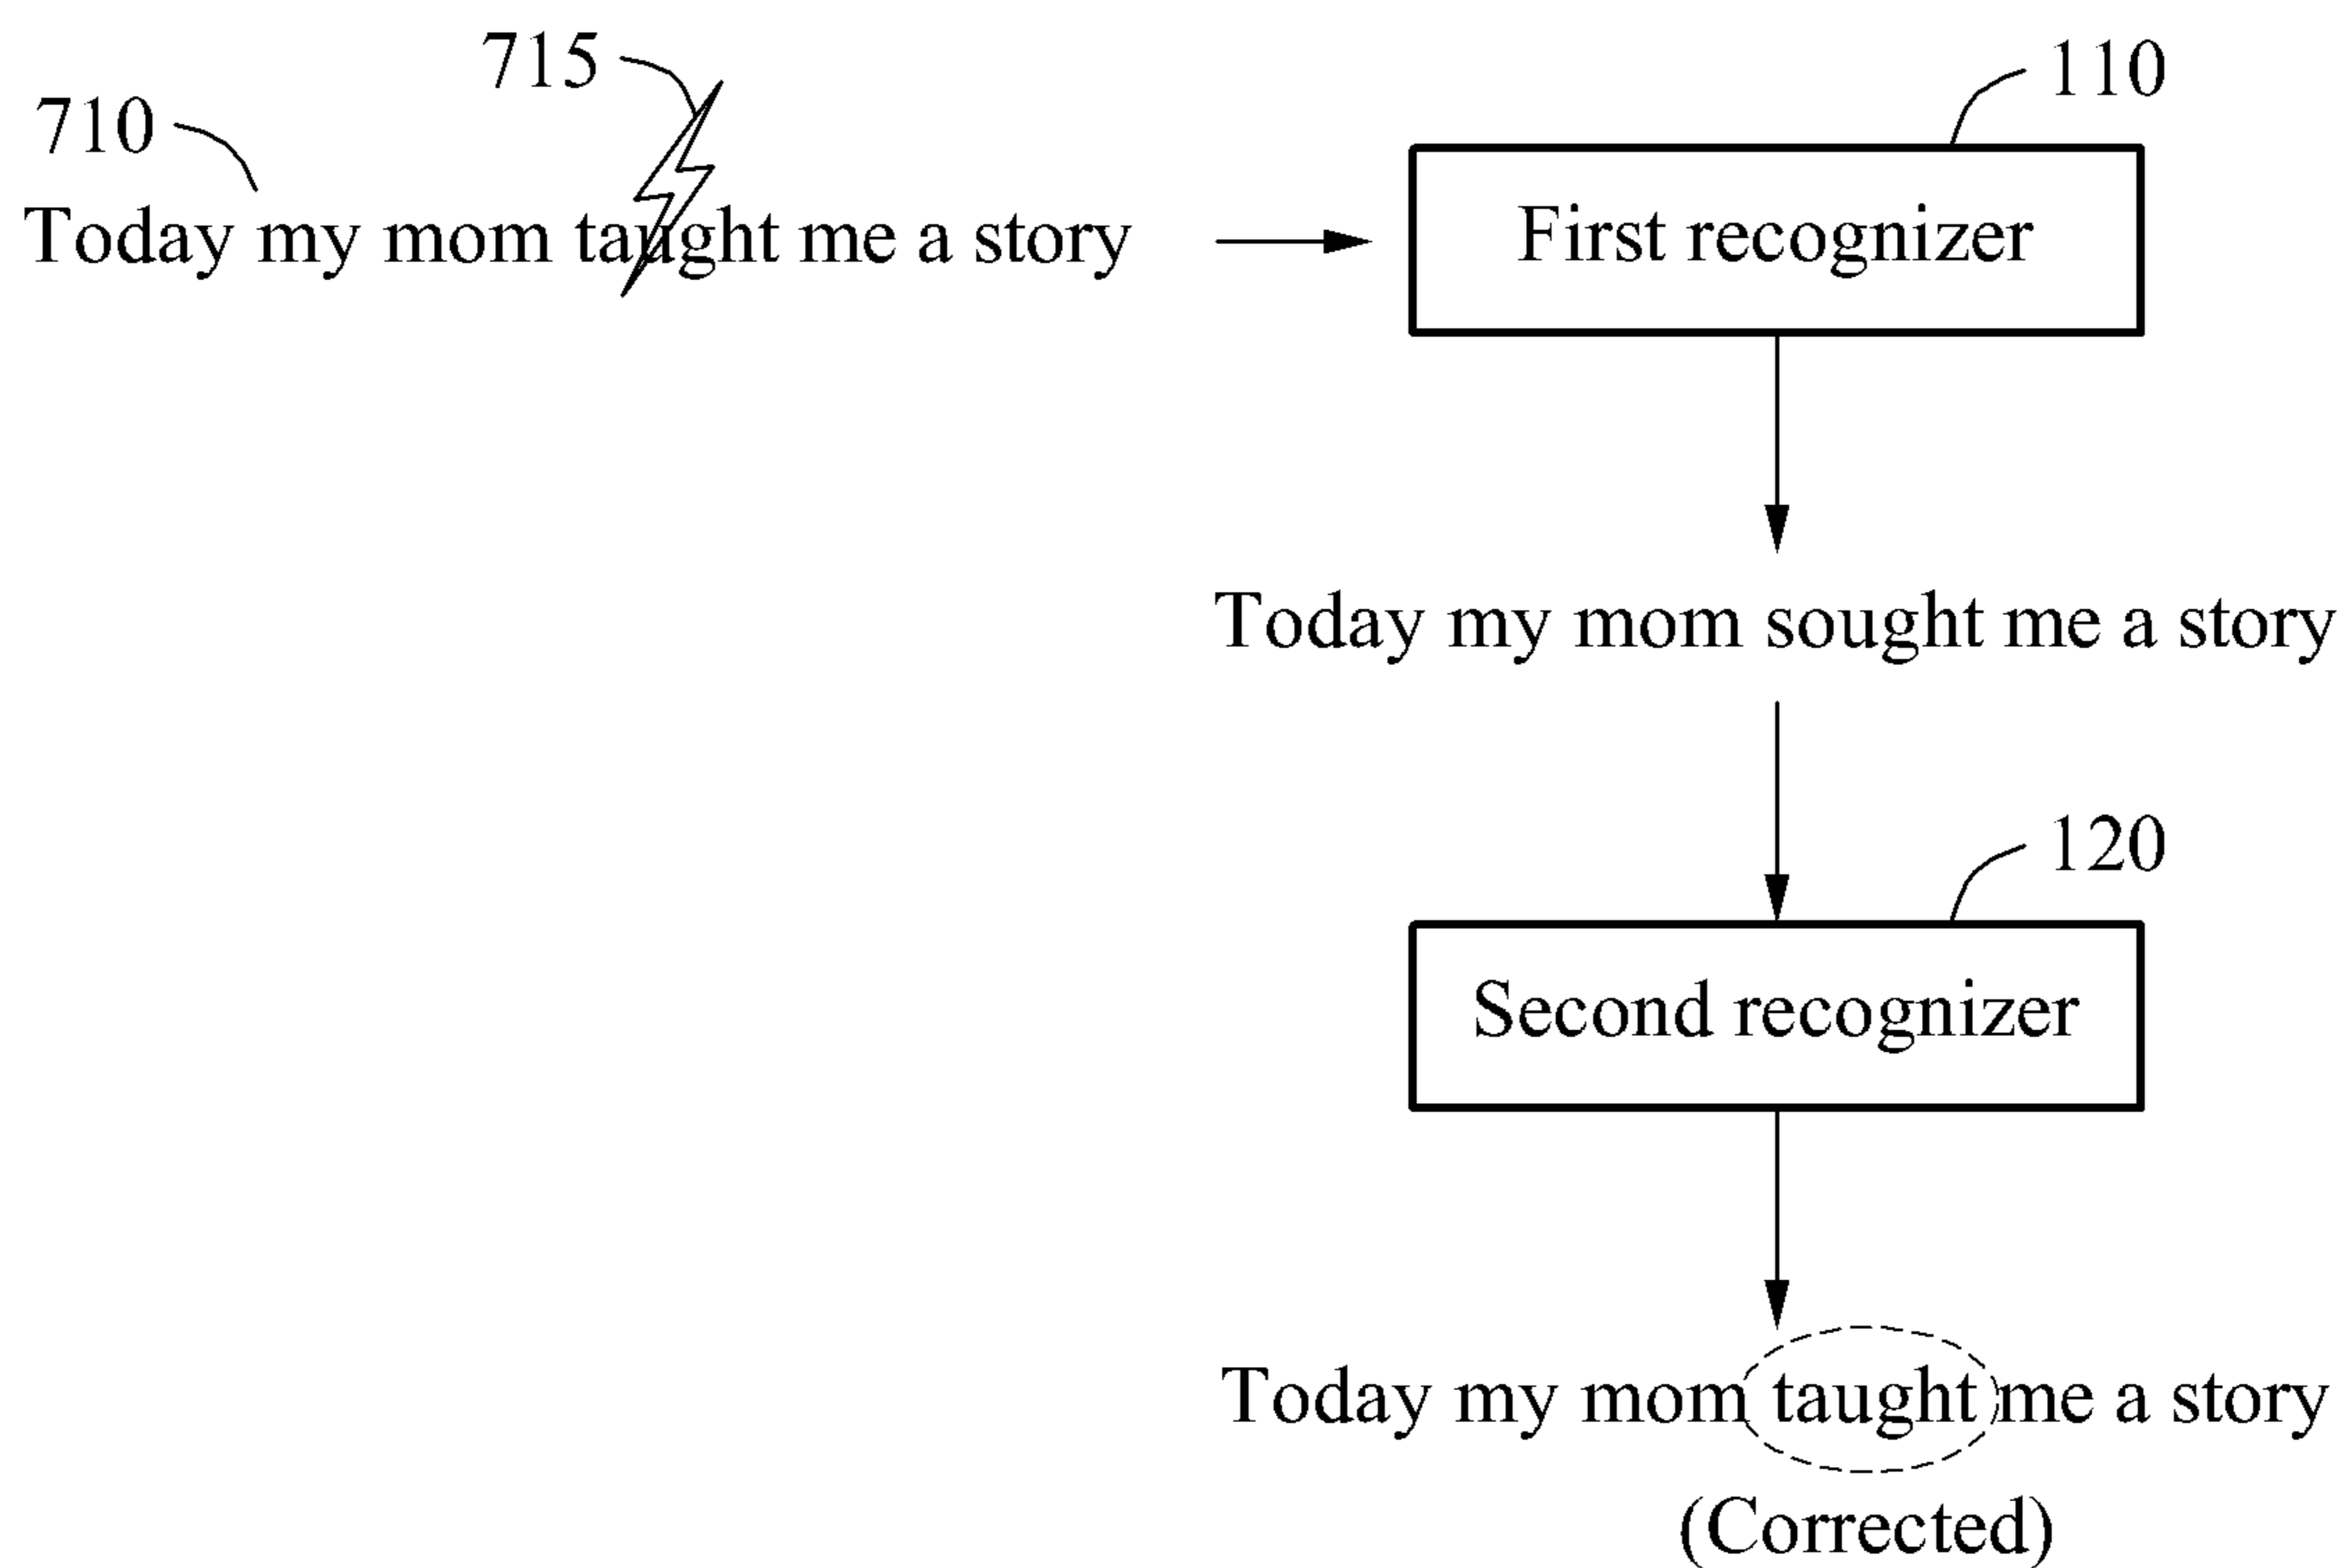 715
110
710
Today my mom taught me a story
First recognizer
Today my mom sought me a story
120
Second recognizer
Today my mom taught me a story
(Corrected)